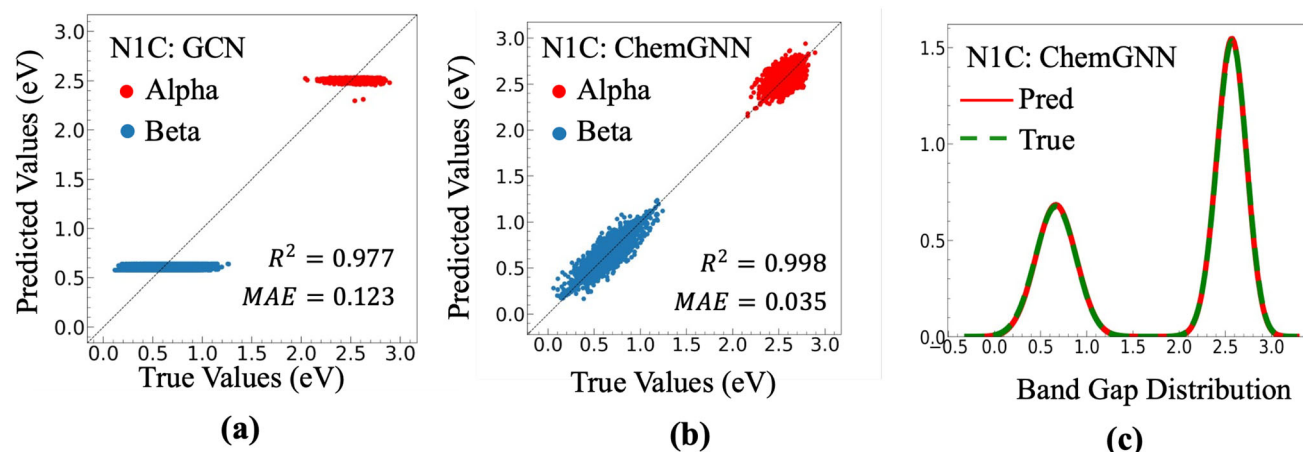 N1C: GCN
Alpha
Beta
R² = 0.977
MAE = 0.123
Predicted Values (eV)
3.0
2.5
2.0
1.5
1.0
0.5
0.0
0.0 0.5 1.0 1.5 2.0 2.5 3.0
True Values (eV)
(a)
N1C: ChemGNN
Alpha
Beta
R² = 0.998
MAE = 0.035
Predicted Values (eV)
3.0
2.5
2.0
1.5
1.0
0.5
0.0
0.0 0.5 1.0 1.5 2.0 2.5 3.0
True Values (eV)
(b)
N1C: ChemGNN
Pred
True
1.5
1.0
0.5
0.0
−0.5 0.0 0.5 1.0 1.5 2.0 2.5 3.0
Band Gap Distribution
(c)